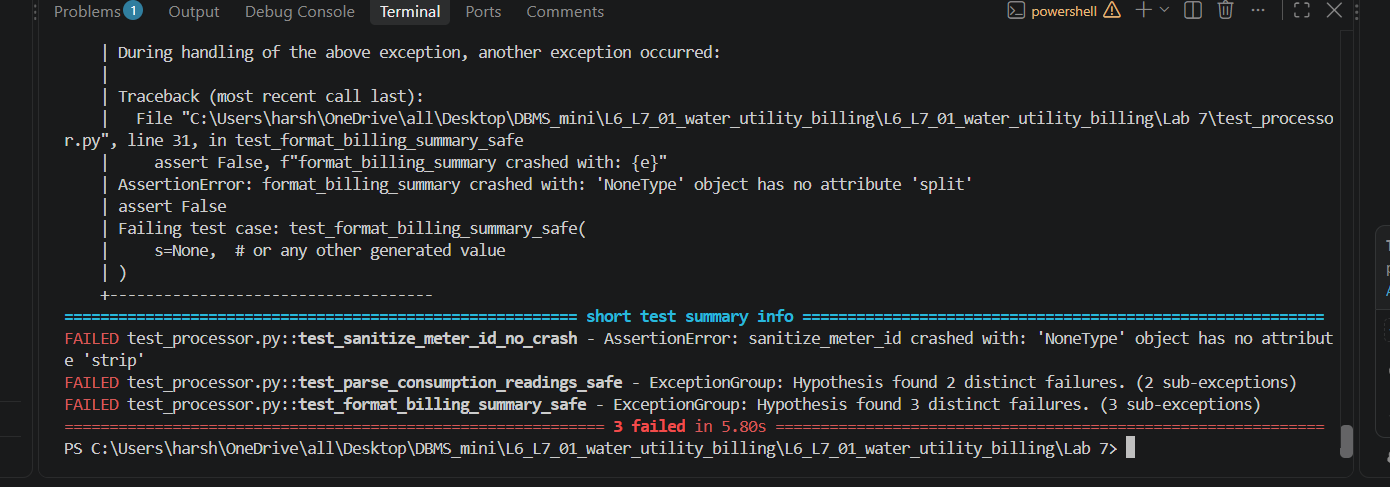 Problems 1 Output Debug Console Terminal Ports Comments powershell
| During handling of the above exception, another exception occurred:
|
| Traceback (most recent call last):
|   File "C:\Users\harsh\OneDrive\all\Desktop\DBMS_mini\L6_L7_01_water_utility_billing\L6_L7_01_water_utility_billing\Lab 7\test_processo
r.py", line 31, in test_format_billing_summary_safe
|     assert False, f"format_billing_summary crashed with: {e}"
| AssertionError: format_billing_summary crashed with: 'NoneType' object has no attribute 'split'
| assert False
| Failing test case: test_format_billing_summary_safe(
|     s=None,  # or any other generated value
| )
+------------------------------------
========================================================== short test summary info ===========================================================
FAILED test_processor.py::test_sanitize_meter_id_no_crash - AssertionError: sanitize_meter_id crashed with: 'NoneType' object has no attribut
e 'strip'
FAILED test_processor.py::test_parse_consumption_readings_safe - ExceptionGroup: Hypothesis found 2 distinct failures. (2 sub-exceptions)
FAILED test_processor.py::test_format_billing_summary_safe - ExceptionGroup: Hypothesis found 3 distinct failures. (3 sub-exceptions)
============================================================= 3 failed in 5.80s ==============================================================
PS C:\Users\harsh\OneDrive\all\Desktop\DBMS_mini\L6_L7_01_water_utility_billing\L6_L7_01_water_utility_billing\Lab 7>